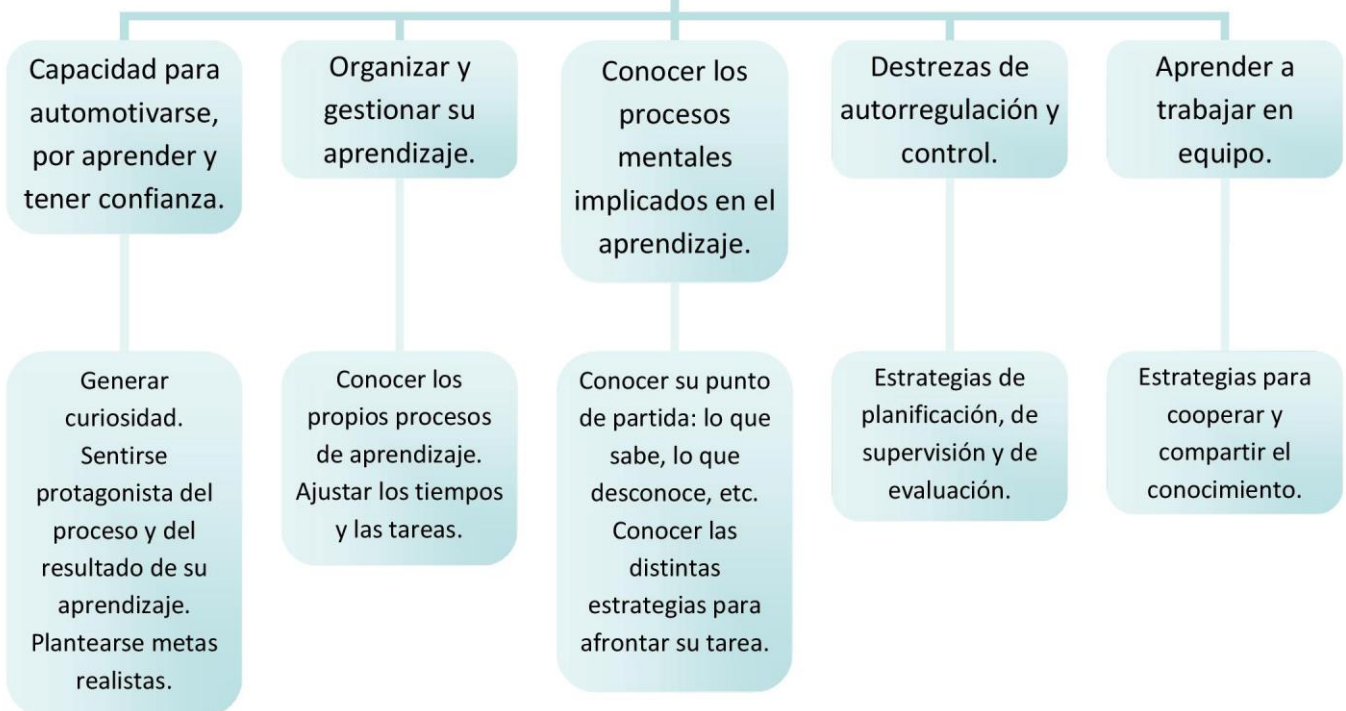 Capacidad para
automotivarse,
por aprender y
tener confianza.
Organizar y
gestionar su
aprendizaje.
Conocer los
procesos
mentales
implicados en el
aprendizaje.
Destrezas de
autorregulación y
control.
Aprender a
trabajar en
equipo.
Generar
curiosidad.
Sentirse
protagonista del
proceso y del
resultado de su
aprendizaje.
Plantearse metas
realistas.
Conocer los
propios procesos
de aprendizaje.
Ajustar los tiempos
y las tareas.
Conocer su punto
de partida: lo que
sabe, lo que
desconoce, etc.
Conocer las
distintas
estrategias para
afrontar su tarea.
Estrategias de
planificación, de
supervisión y de
evaluación.
Estrategias para
cooperar y
compartir el
conocimiento.